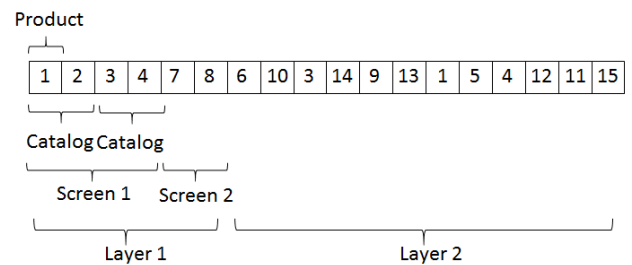 Product
1 2 3 4 7 8 6 10 3 14 9 13 1 5 4 12 11 15
Catalog Catalog
Screen 1 Screen 2
Layer 1 Layer 2